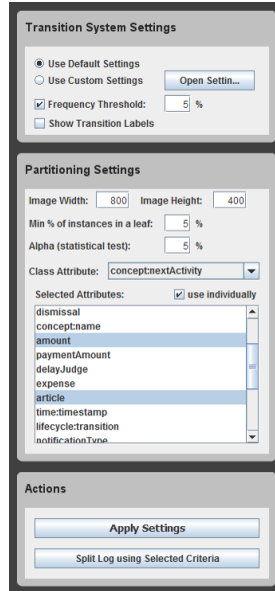 Transition System Settings
Use Default Settings
Use Custom Settings Open Settin...
Frequency Threshold: 5 %
Show Transition Labels
Partitioning Settings
Image Width: 800 Image Height: 400
Min % of instances in a leaf: 5 %
Alpha (statistical test): 5 %
Class Attribute: concept:nextActivity
Selected Attributes: use individually
dismissal
concept:name
amount
paymentAmount
delayJudge
expense
article
time:timestamp
lifecycle:transition
notificationType
Actions
Apply Settings
Split Log using Selected Criteria